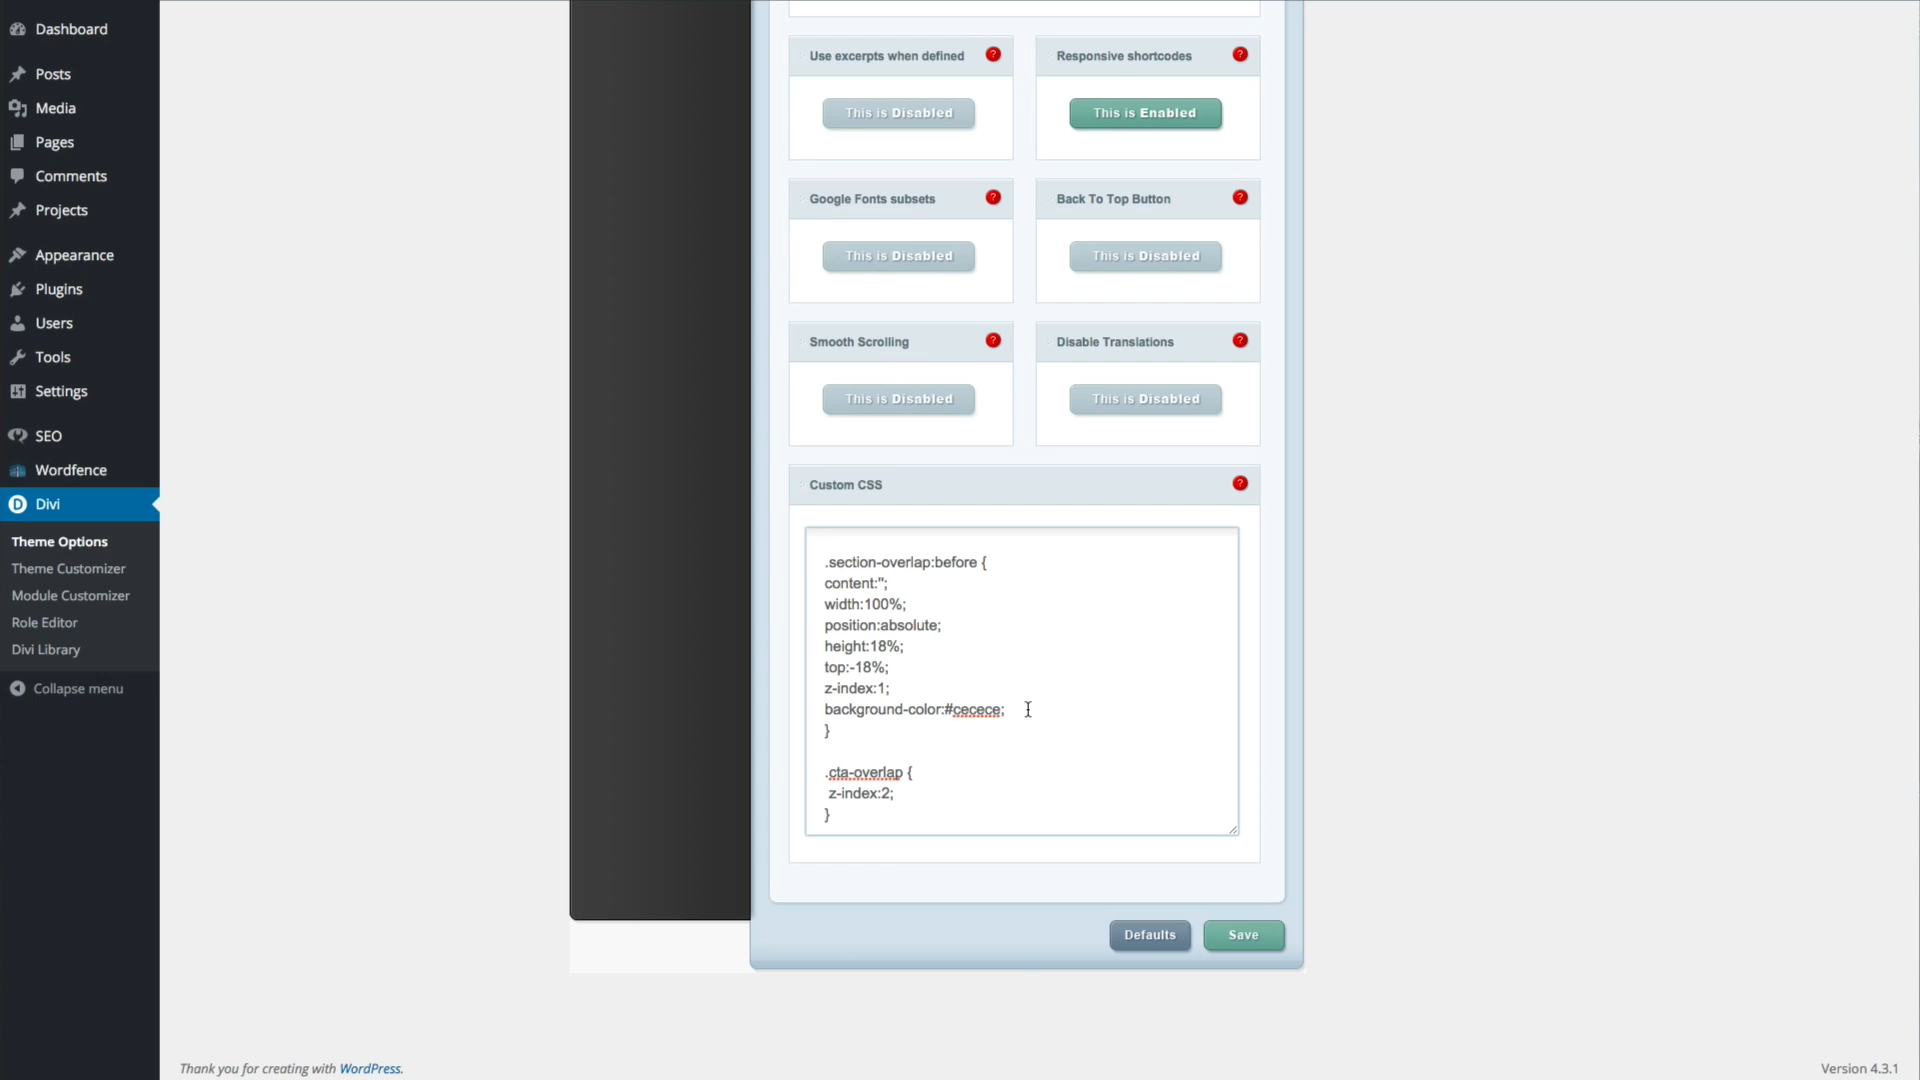 Dashboard
Posts
Media
Pages
Comments
Projects
Appearance
Plugins
Users
Tools
Settings
SEO
Wordfence
Divi
Theme Options
Theme Customizer
Module Customizer
Role Editor
Divi Library
Collapse menu
Use excerpts when defined ?
Responsive shortcodes ?
This is Disabled
This is Enabled
Google Fonts subsets ?
Back To Top Button ?
This is Disabled
This is Disabled
Smooth Scrolling ?
Disable Translations ?
This is Disabled
This is Disabled
Custom CSS ?
.section-overlap:before {
content:'';
width:100%;
position:absolute;
height:18%;
top:-18%;
z-index:1;
background-color:#cecece;
}
.cta-overlap {
z-index:2;
}
Defaults
Save
Thank you for creating with WordPress.
Version 4.3.1